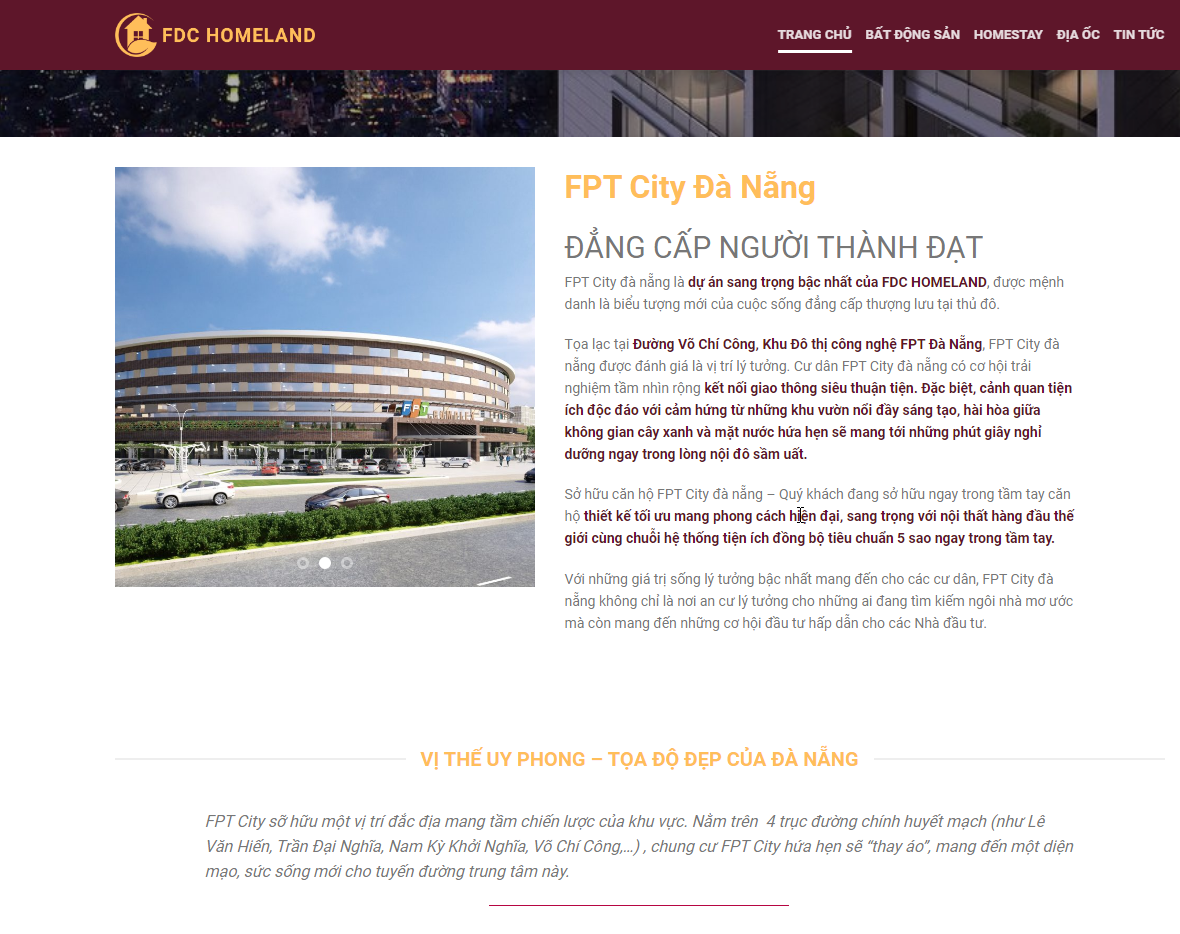 FDC HOMELAND
TRANG CHỦ BẤT ĐỘNG SẢN HOMESTAY ĐỊA ỐC TIN TỨC
FPT City Đà Nẵng
ĐẲNG CẤP NGƯỜI THÀNH ĐẠT
FPT City đà nẵng là dự án sang trọng bậc nhất của FDC HOMELAND, được mệnh
danh là biểu tượng mới của cuộc sống đẳng cấp thượng lưu tại thủ đô.
Tọa lạc tại Đường Võ Chí Công, Khu Đô thị công nghệ FPT Đà Nẵng, FPT City đà
nẵng được đánh giá là vị trí lý tưởng. Cư dân FPT City đà nẵng có cơ hội trải
nghiệm tầm nhìn rộng kết nối giao thông siêu thuận tiện. Đặc biệt, cảnh quan tiện
ích độc đáo với cảm hứng từ những khu vườn nổi đầy sáng tạo, hài hòa giữa
không gian cây xanh và mặt nước hứa hẹn sẽ mang tới những phút giây nghỉ
dưỡng ngay trong lòng nội đô sầm uất.
FPT
Sở hữu căn hộ FPT City đà nẵng – Quý khách đang sở hữu ngay trong tầm tay căn
hộ thiết kế tối ưu mang phong cách hiện đại, sang trọng với nội thất hàng đầu thế
giới cùng chuỗi hệ thống tiện ích đồng bộ tiêu chuẩn 5 sao ngay trong tầm tay.
Với những giá trị sống lý tưởng bậc nhất mang đến cho các cư dân, FPT City đà
nẵng không chỉ là nơi an cư lý tưởng cho những ai đang tìm kiếm ngôi nhà mơ ước
mà còn mang đến những cơ hội đầu tư hấp dẫn cho các Nhà đầu tư.
VỊ THẾ UY PHONG – TỌA ĐỘ ĐẸP CỦA ĐÀ NẴNG
FPT City sỡ hữu một vị trí đắc địa mang tầm chiến lược của khu vực. Nằm trên  4 trục đường chính huyết mạch (như Lê
Văn Hiến, Trần Đại Nghĩa, Nam Kỳ Khởi Nghĩa, Võ Chí Công,…) , chung cư FPT City hứa hẹn sẽ “thay áo”, mang đến một diện
mạo, sức sống mới cho tuyến đường trung tâm này.